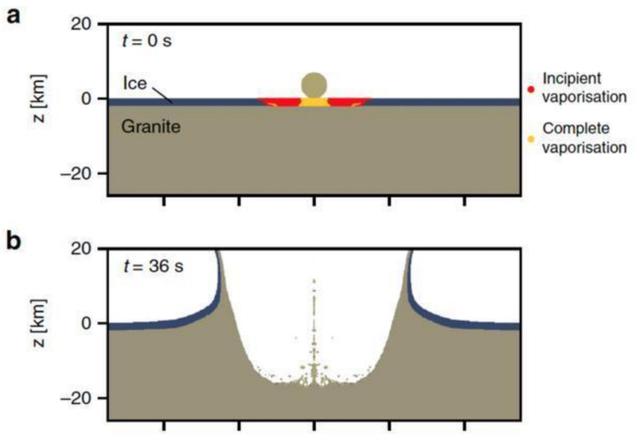 a
20
t = 0 s
Ice
z [km]
0
Granite
−20
Incipient
vaporisation
Complete
vaporisation
b
20
t = 36 s
z [km]
0
−20